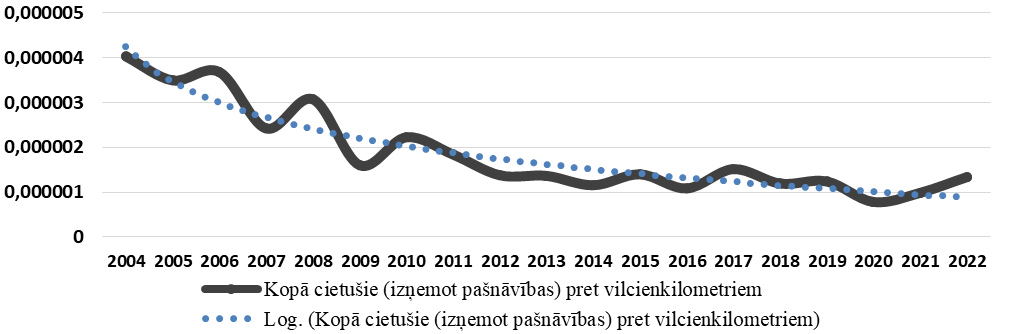 0,000005
0,000004
0,000003
0,000002
0,000001
0
2004 2005 2006 2007 2008 2009 2010 2011 2012 2013 2014 2015 2016 2017 2018 2019 2020 2021 2022
Kopā cietušie (izņemot pašnāvības) pret vilcienkilometriem
Log. (Kopā cietušie (izņemot pašnāvības) pret vilcienkilometriem)